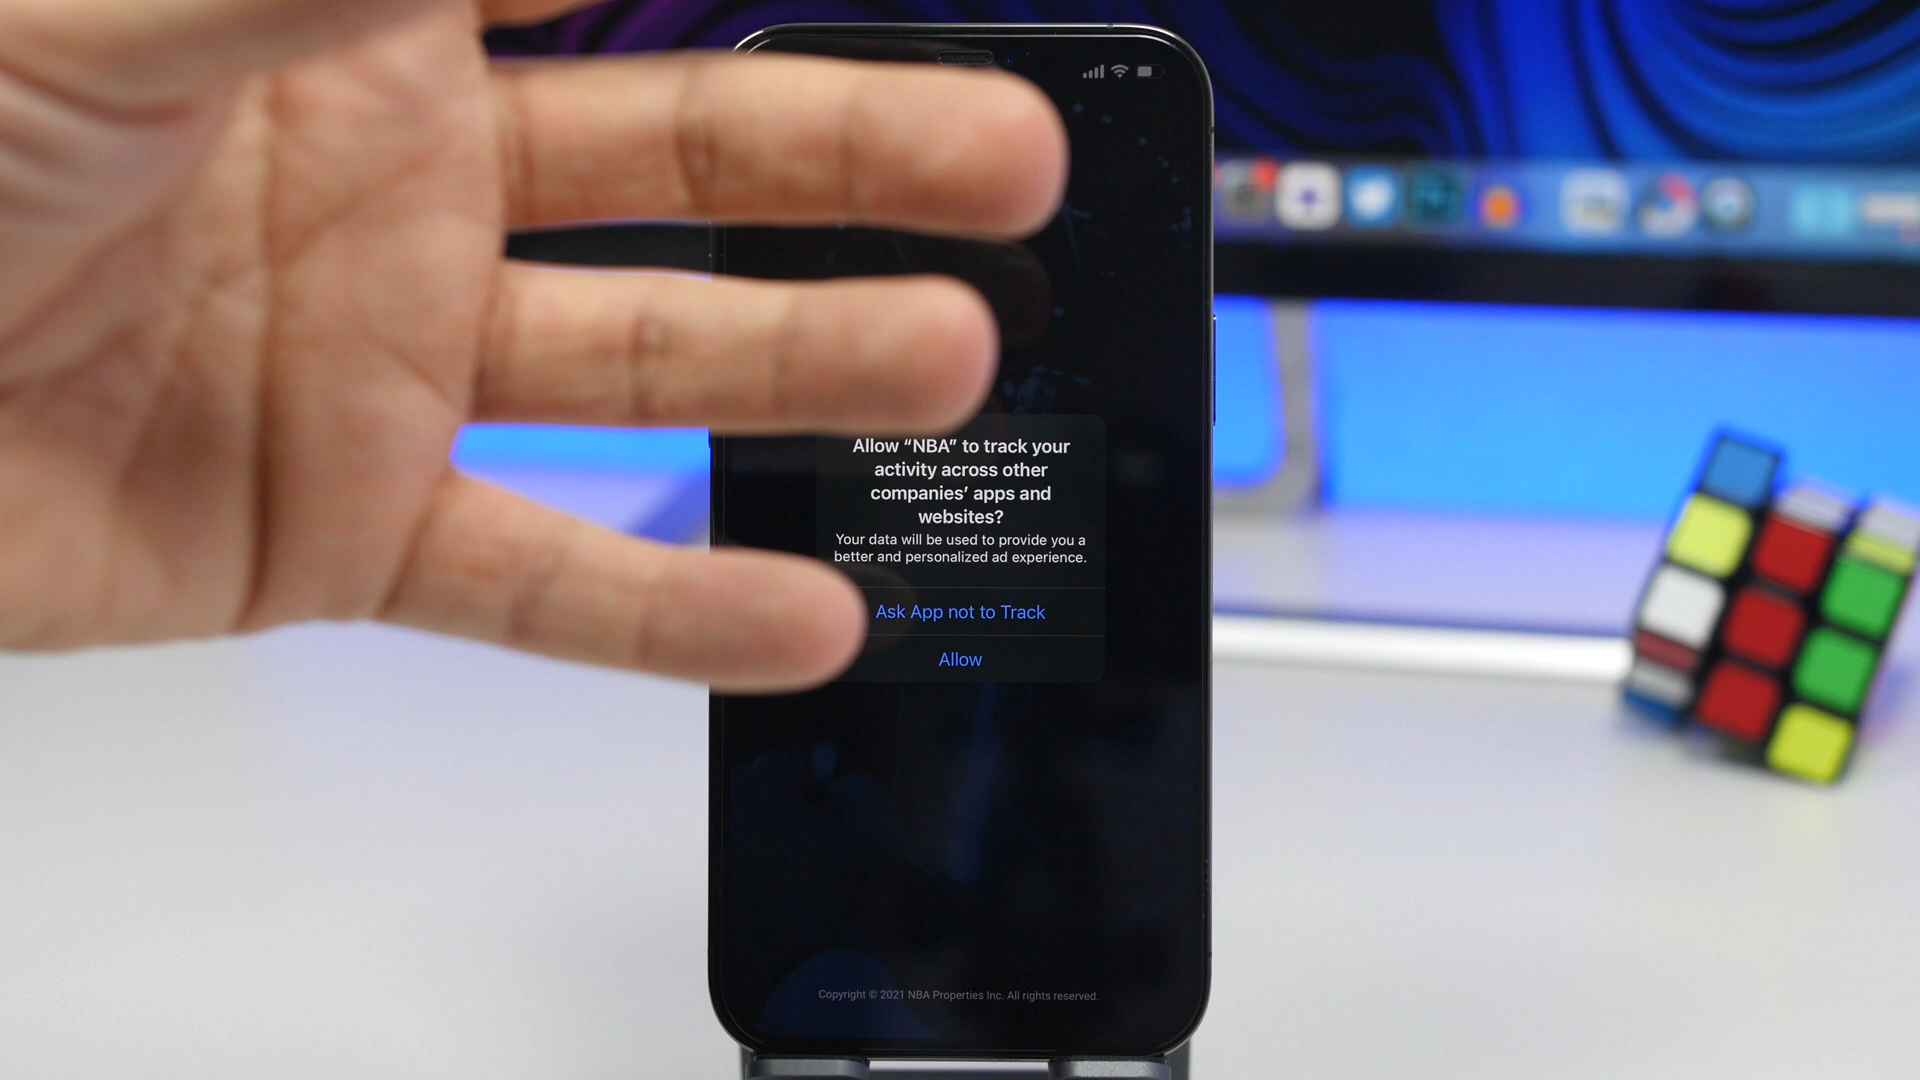 Allow “NBA” to track your
activity across other
companies’ apps and
websites?
Your data will be used to provide you a
better and personalized ad experience.
Ask App not to Track
Allow
Copyright © 2021 NBA Properties Inc. All rights reserved.